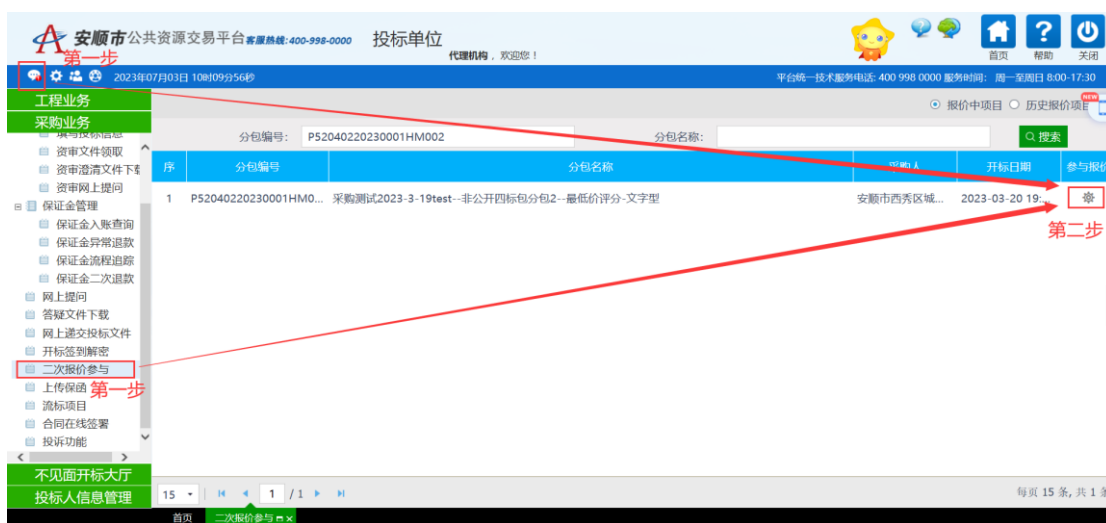 安顺市公共资源交易平台客服热线:400-998-0000 投标单位
代理机构，欢迎您！
首页 帮助 关闭
第一步
2023年07月03日 10时09分56秒
平台统一技术服务电话: 400 998 0000 服务时间: 周一至周日 8:00-17:30
工程业务
采购业务
填写投标信息
资审文件领取
资审澄清文件下载
资审网上提问
保证金管理
保证金入账查询
保证金异常退款
保证金流程追踪
保证金二次退款
网上提问
答疑文件下载
网上递交投标文件
开标签到解密
二次报价参与
上传保函
第一步
流标项目
合同在线签署
投诉功能
不见面开标大厅
投标人信息管理
报价中项目 历史报价项目
NEW
分包编号: P52040220230001HM002 分包名称: 搜索
序 分包编号 分包名称 采购人 开标日期 参与报价
1 P52040220230001HM0... 采购测试2023-3-19test--非公开四标包分包2--最低价评分-文字型 安顺市西秀区城... 2023-03-20 19:...
第二步
15 1 / 1 每页 15 条, 共 1 条
首页 二次报价参与